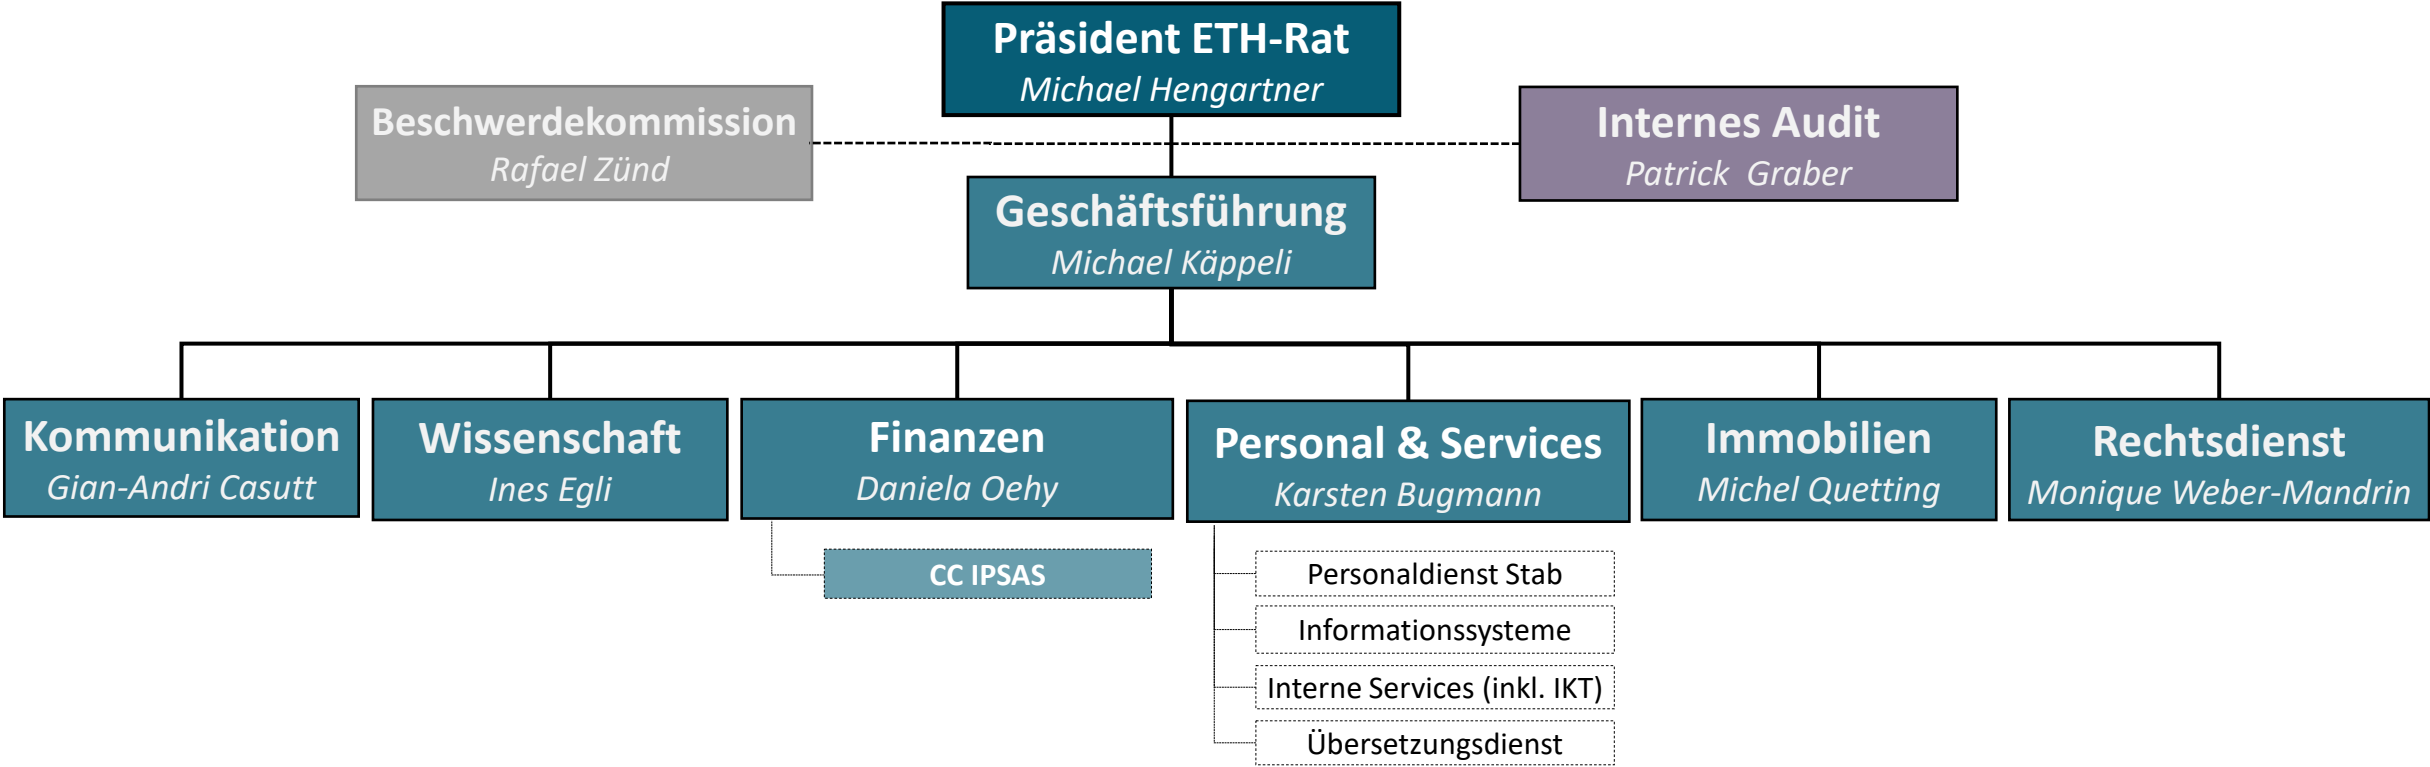 Präsident ETH-Rat
Michael Hengartner
Beschwerdekommission
Rafael Zünd
Internes Audit
Patrick Graber
Geschäftsführung
Michael Käppeli
Kommunikation
Gian-Andri Casutt
Wissenschaft
Ines Egli
Finanzen
Daniela Oehy
CC IPSAS
Personal & Services
Karsten Bugmann
Personaldienst Stab
Informationssysteme
Interne Services (inkl. IKT)
Übersetzungsdienst
Immobilien
Michel Quetting
Rechtsdienst
Monique Weber-Mandrin